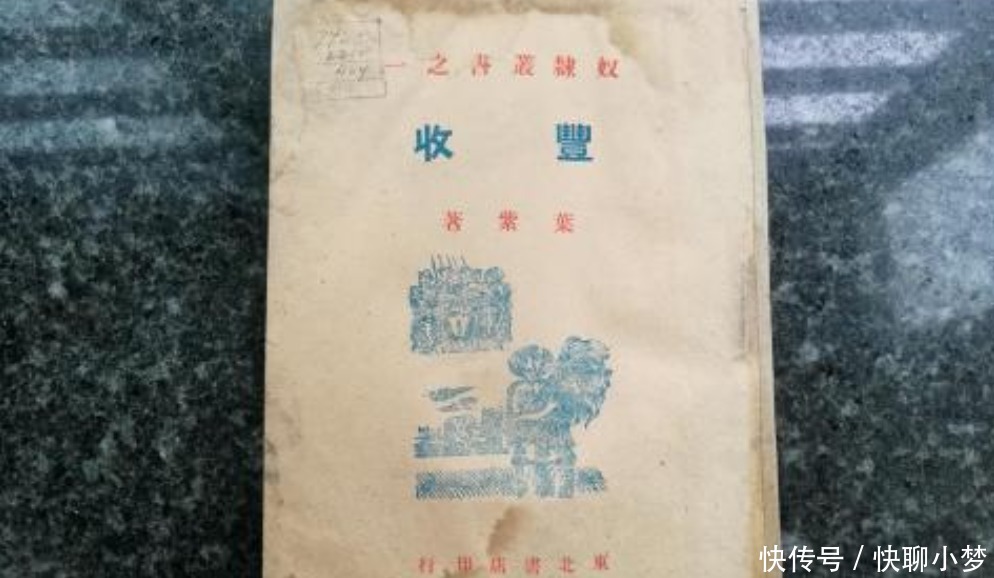 奴隸叢書之一
豐收
葉紫著
東北書店印行
快传号 / 快聊小梦